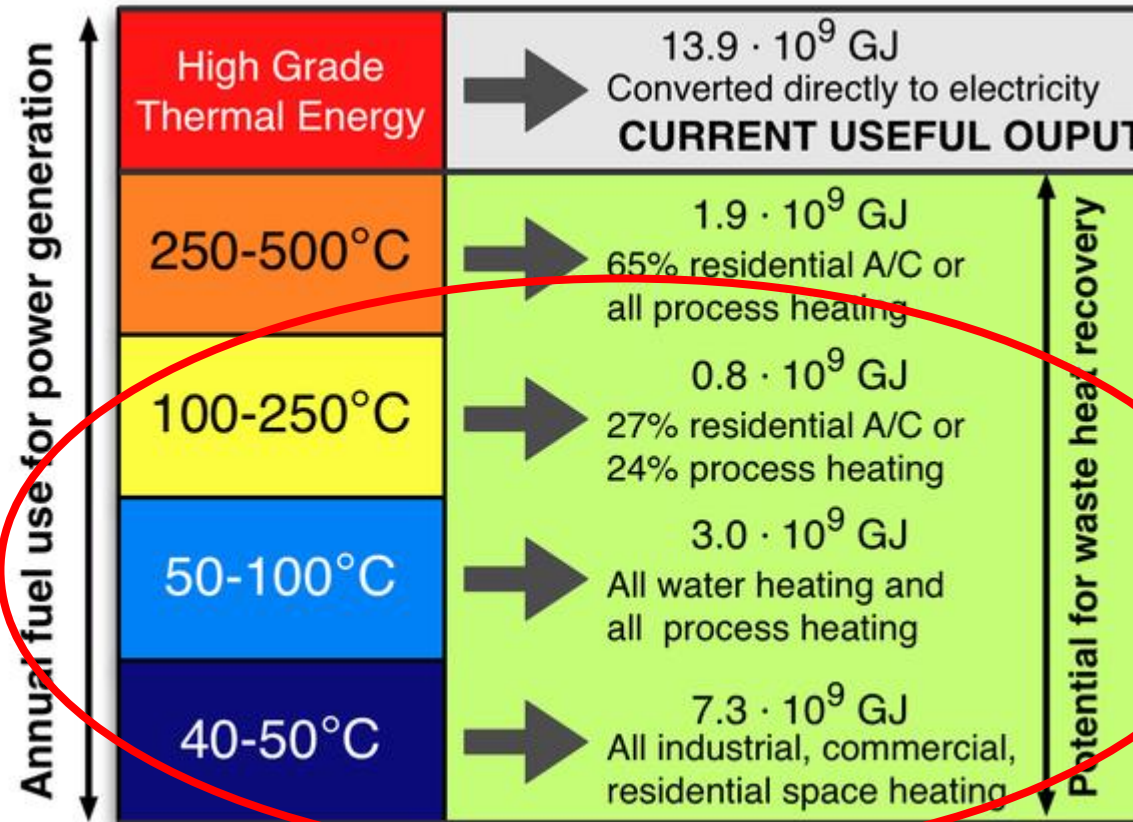 Annual fuel use for power generation
High Grade
Thermal Energy
13.9 · 10⁹ GJ
Converted directly to electricity
CURRENT USEFUL OUPUT
250-500°C
1.9 · 10⁹ GJ
65% residential A/C or
all process heating
100-250°C
0.8 · 10⁹ GJ
27% residential A/C or
24% process heating
50-100°C
3.0 · 10⁹ GJ
All water heating and
all process heating
40-50°C
7.3 · 10⁹ GJ
All industrial, commercial,
residential space heating
Potential for waste heat recovery